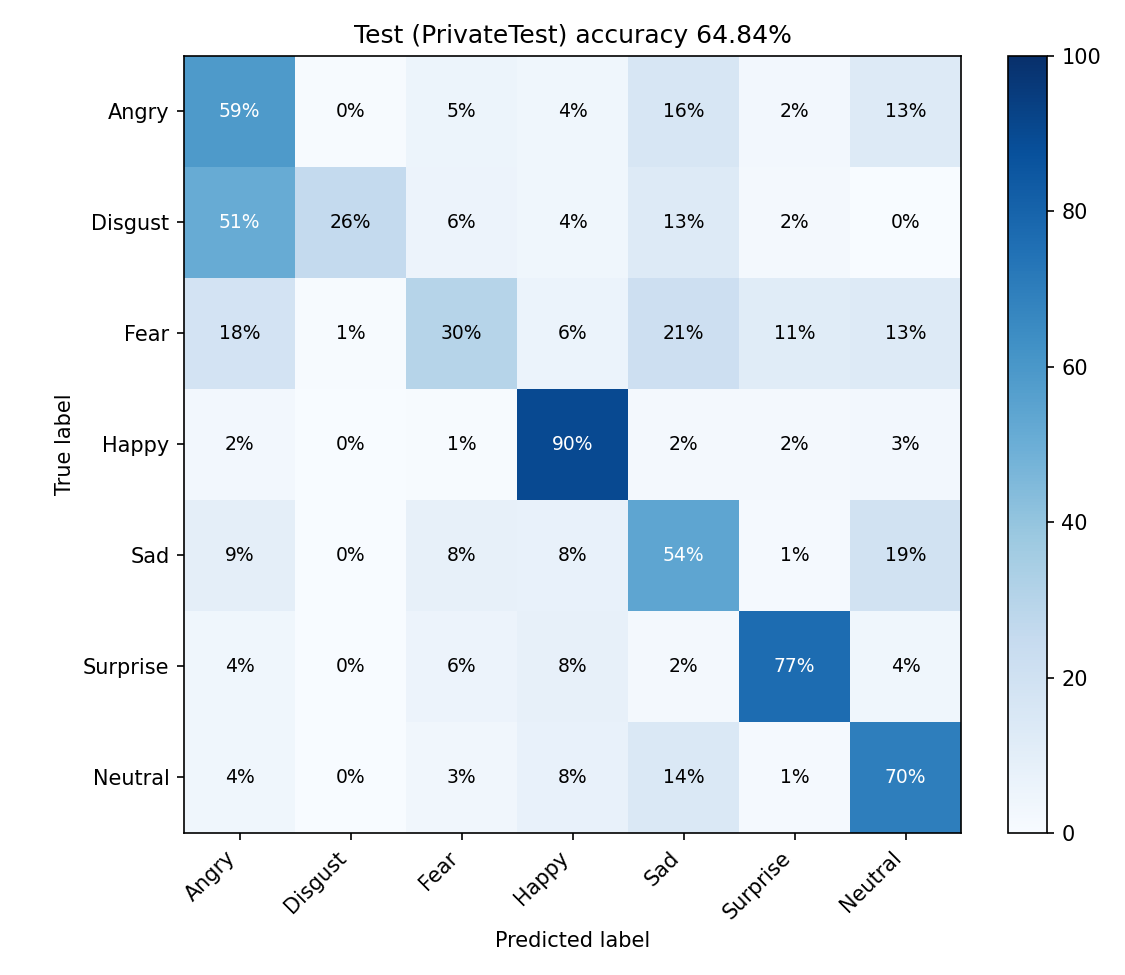 Test (PrivateTest) accuracy 64.84%
Angry 59% 0% 5% 4% 16% 2% 13%
Disgust 51% 26% 6% 4% 13% 2% 0%
Fear 18% 1% 30% 6% 21% 11% 13%
Happy 2% 0% 1% 90% 2% 2% 3%
Sad 9% 0% 8% 8% 54% 1% 19%
Surprise 4% 0% 6% 8% 2% 77% 4%
Neutral 4% 0% 3% 8% 14% 1% 70%
True label
Angry Disgust Fear Happy Sad Surprise Neutral
Predicted label
100
80
60
40
20
0